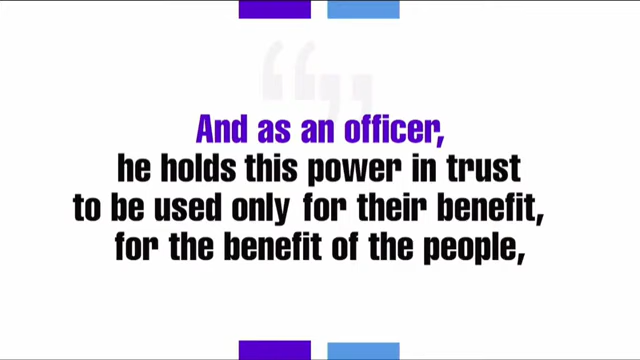 And as an officer,
he holds this power in trust
to be used only for their benefit,
for the benefit of the people,